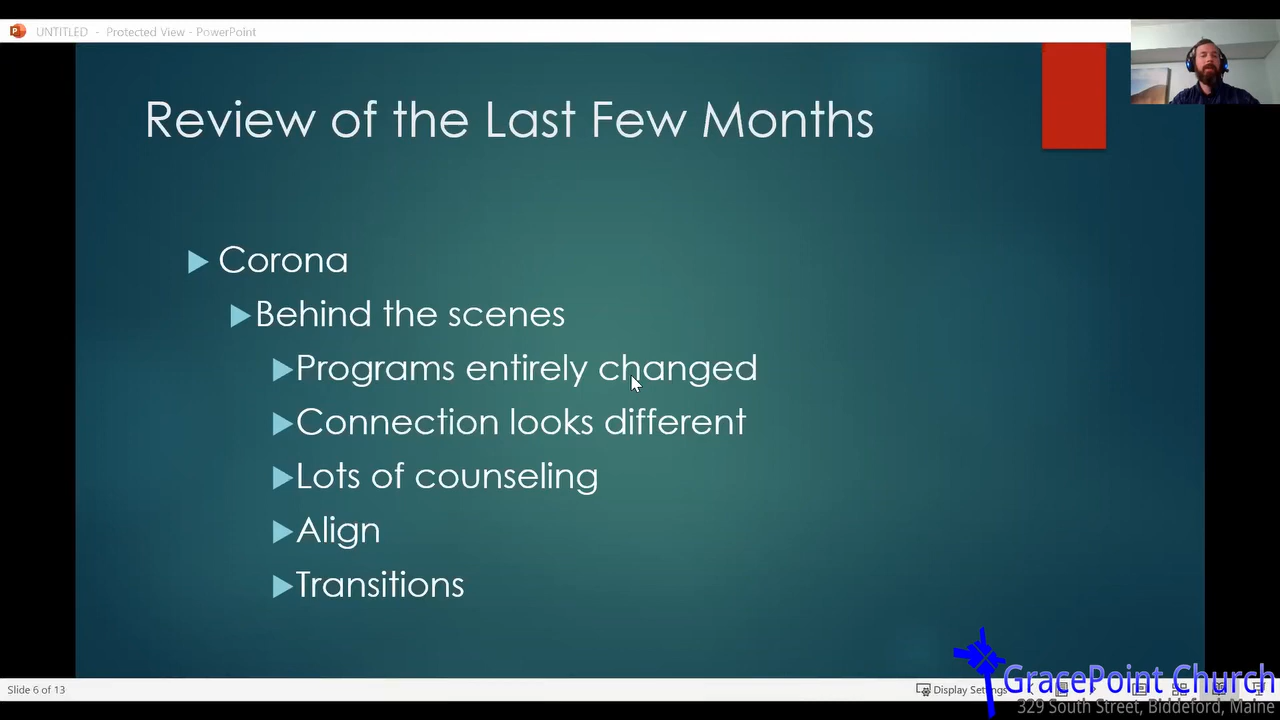 UNTITLED - Protected View - PowerPoint
Review of the Last Few Months
Corona
Behind the scenes
Programs entirely changed
Connection looks different
Lots of counseling
Align
Transitions
Slide 6 of 13
Display Settings
GracePoint Church
329 South Street, Biddeford, Maine